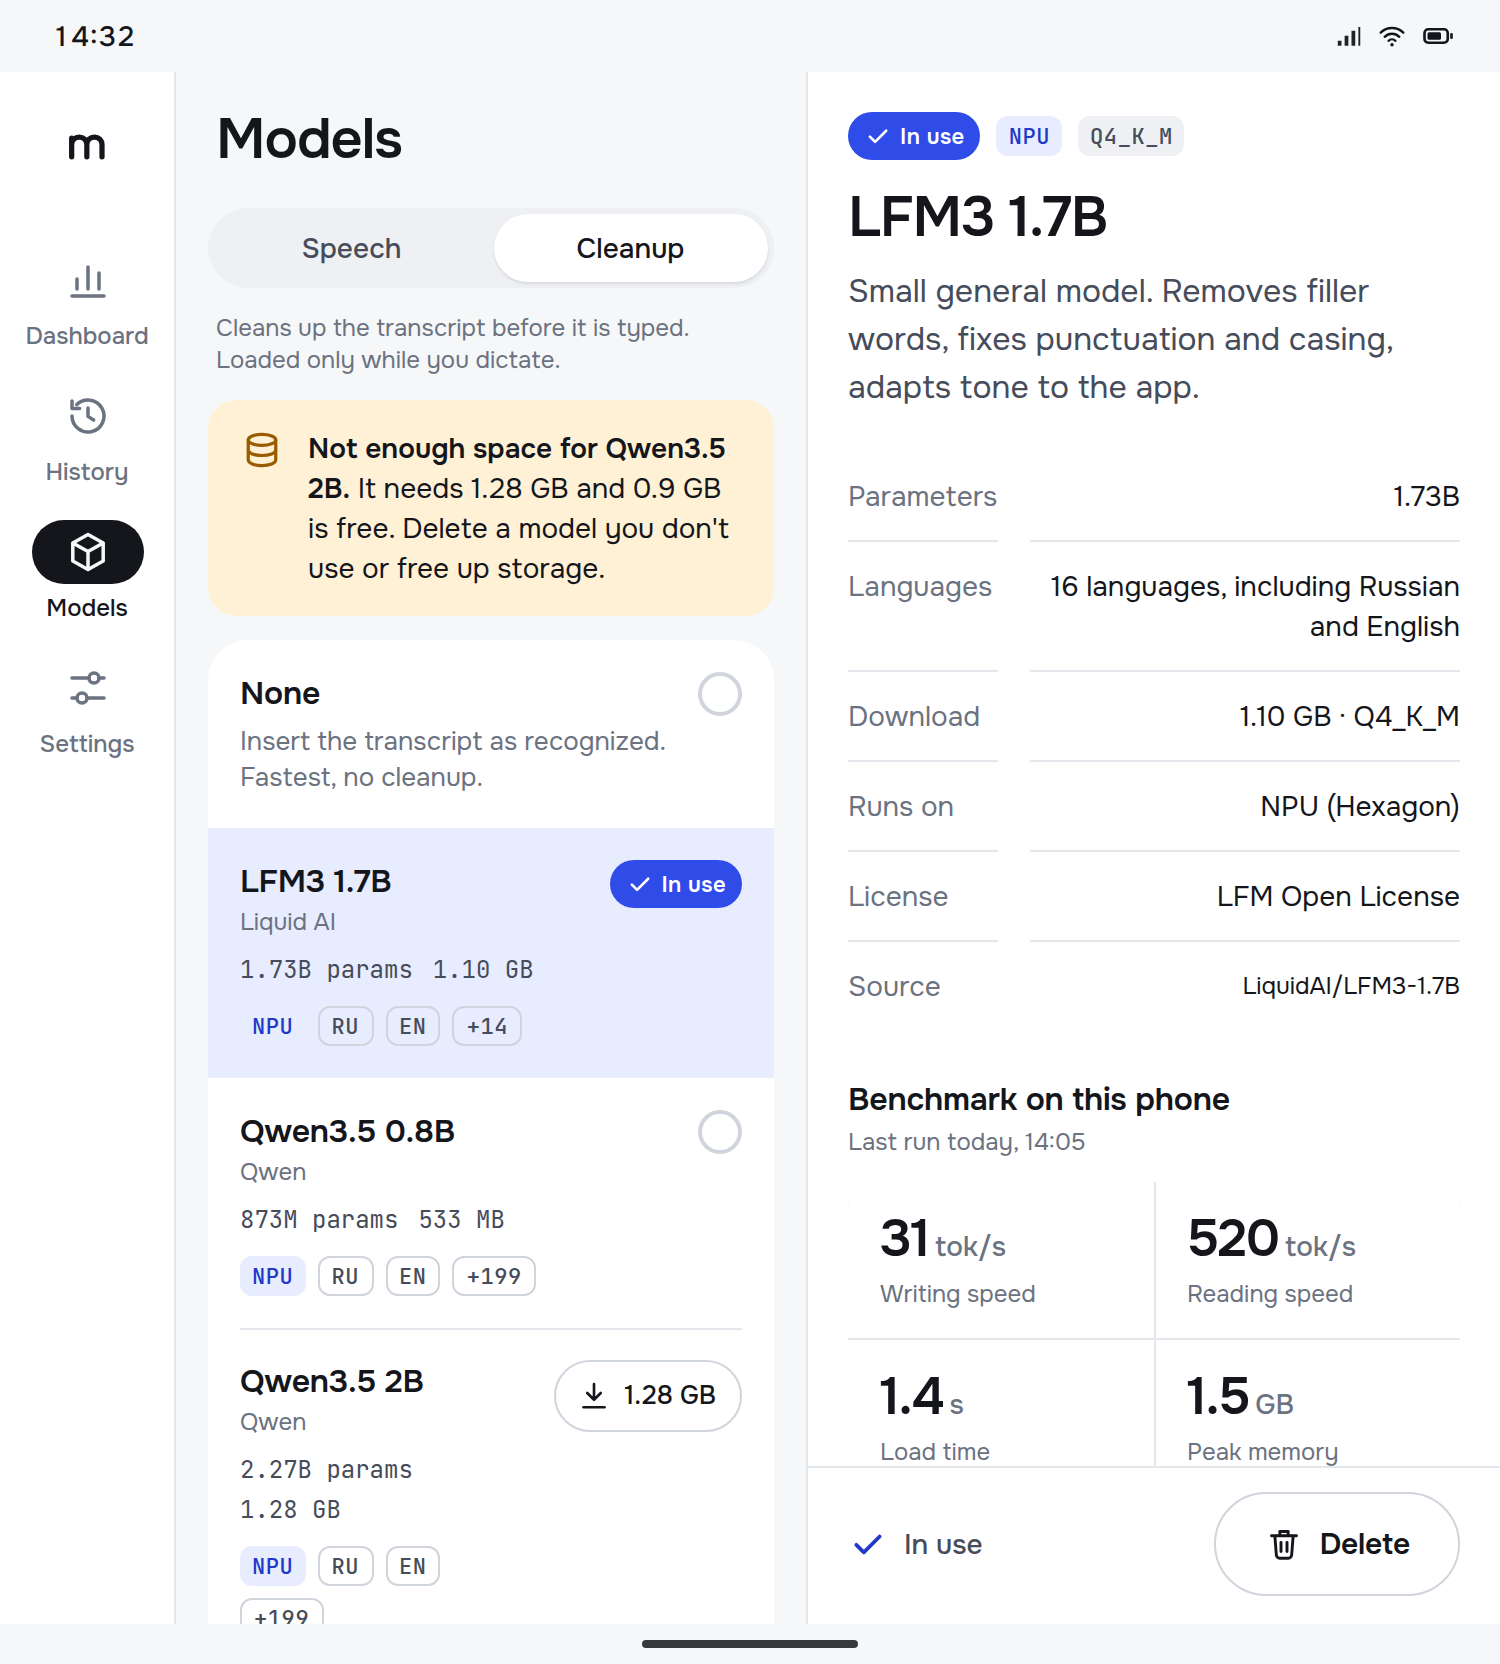 14:32
m
Dashboard
History
Models
Settings
Models
Speech
Cleanup
Cleans up the transcript before it is typed.
Loaded only while you dictate.
Not enough space for Qwen3.5
2B. It needs 1.28 GB and 0.9 GB
is free. Delete a model you don't
use or free up storage.
None
Insert the transcript as recognized.
Fastest, no cleanup.
LFM3 1.7B
In use
Liquid AI
1.73B params 1.10 GB
NPU RU EN +14
Qwen3.5 0.8B
Qwen
873M params 533 MB
NPU RU EN +199
Qwen3.5 2B
1.28 GB
Qwen
2.27B params
1.28 GB
NPU RU EN
+199
In use NPU Q4_K_M
LFM3 1.7B
Small general model. Removes filler
words, fixes punctuation and casing,
adapts tone to the app.
Parameters 1.73B
Languages 16 languages, including Russian
and English
Download 1.10 GB · Q4_K_M
Runs on NPU (Hexagon)
License LFM Open License
Source LiquidAI/LFM3-1.7B
Benchmark on this phone
Last run today, 14:05
31 tok/s
Writing speed
520 tok/s
Reading speed
1.4 s
Load time
1.5 GB
Peak memory
In use
Delete